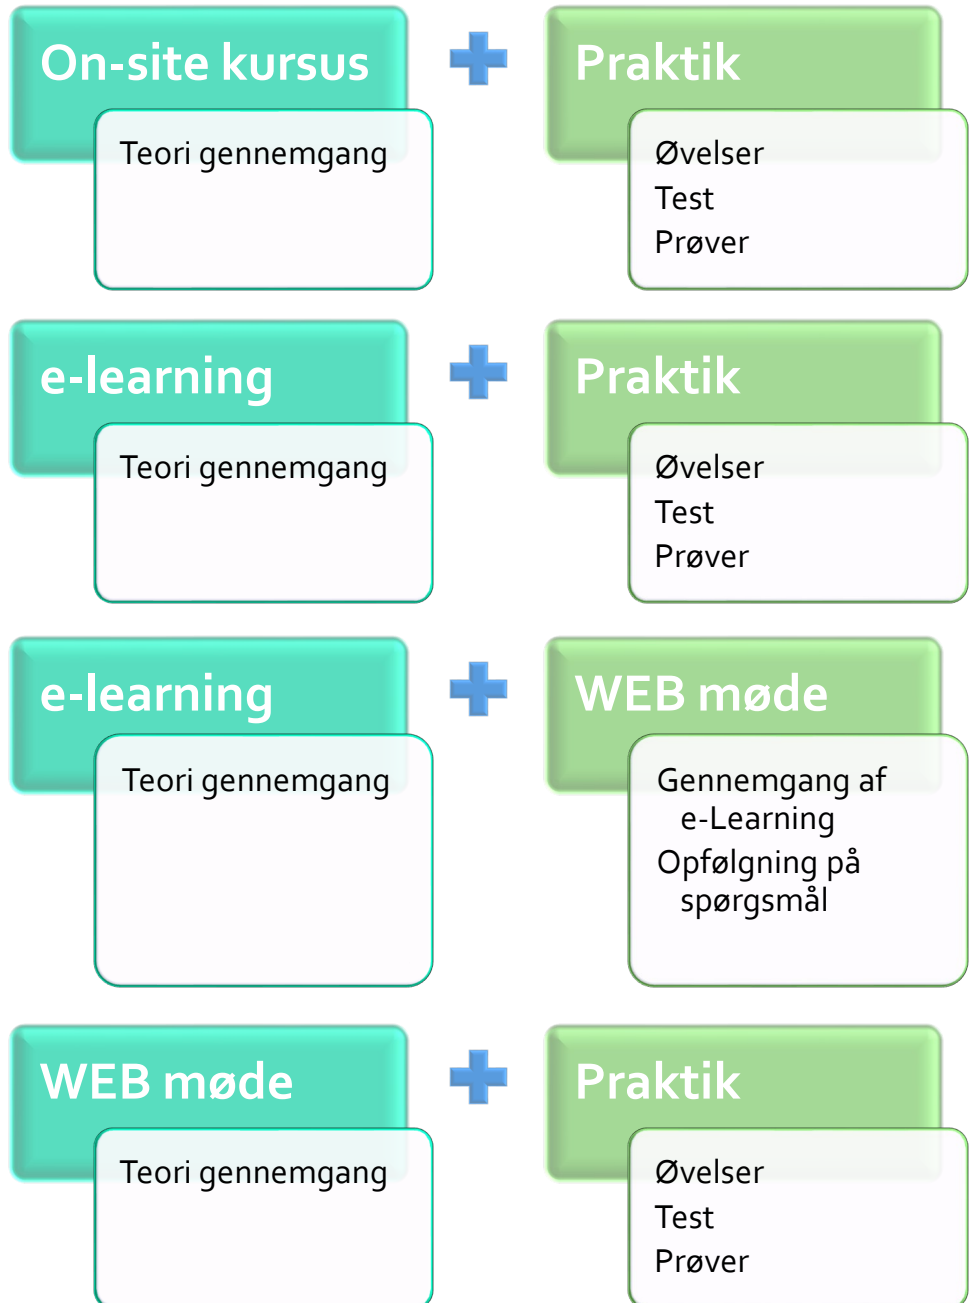 On-site kursus
Teori gennemgang
Praktik
Øvelser
Test
Prøver
e-learning
Teori gennemgang
Praktik
Øvelser
Test
Prøver
e-learning
Teori gennemgang
WEB møde
Gennemgang af
e-Learning
Opfølgning på
spørgsmål
WEB møde
Teori gennemgang
Praktik
Øvelser
Test
Prøver